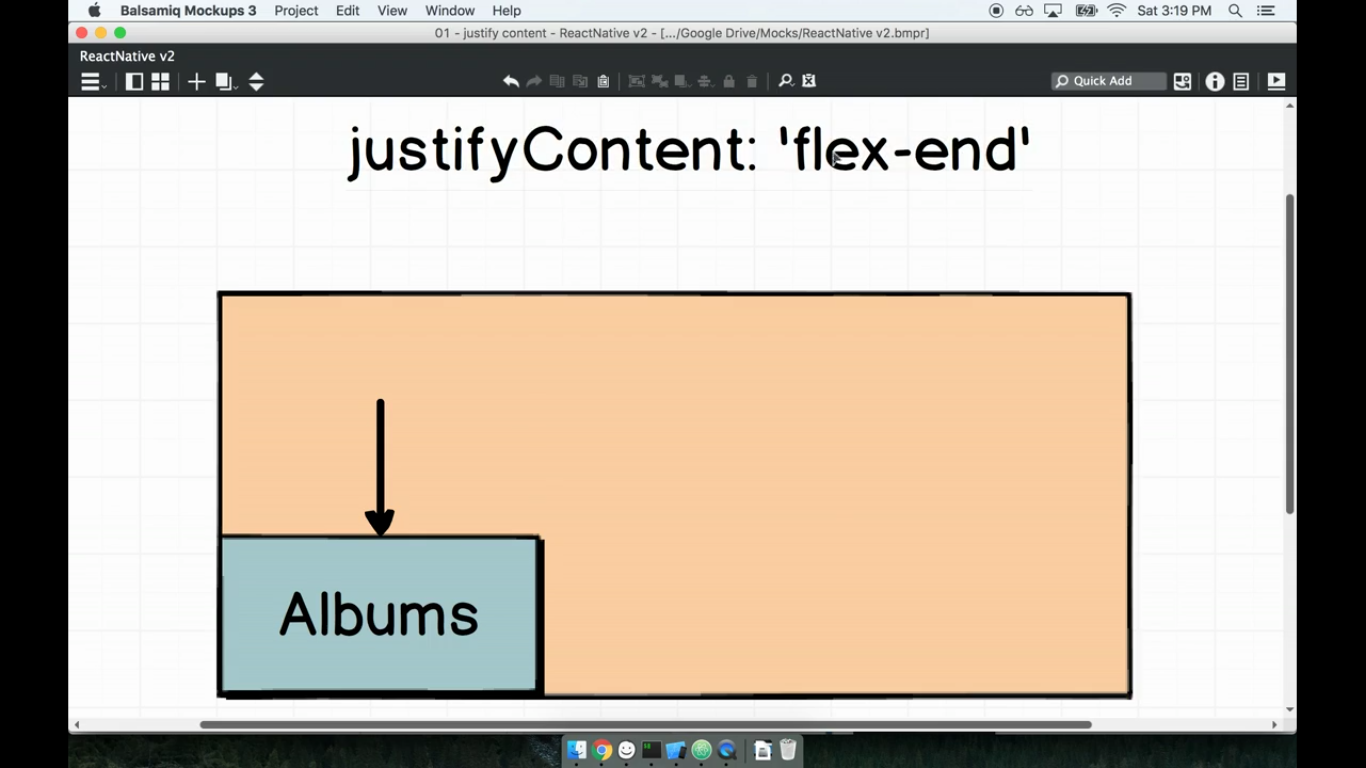 Balsamiq Mockups 3 Project Edit View Window Help Sat 3:19 PM
01 - justify content - ReactNative v2 - [.../Google Drive/Mocks/ReactNative v2.bmpr]
ReactNative v2
Quick Add
justifyContent: 'flex-end'
Albums